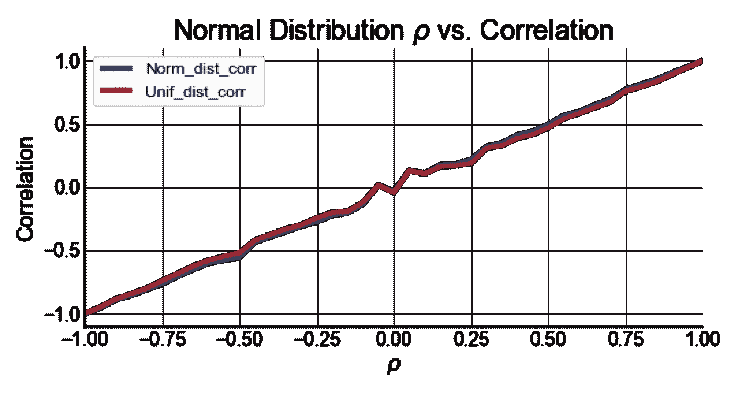 Normal Distribution ρ vs. Correlation
Norm_dist_corr
Unif_dist_corr
Correlation
1.0
0.5
0.0
−0.5
−1.0
−1.00 −0.75 −0.50 −0.25 0.00 0.25 0.50 0.75 1.00
ρ